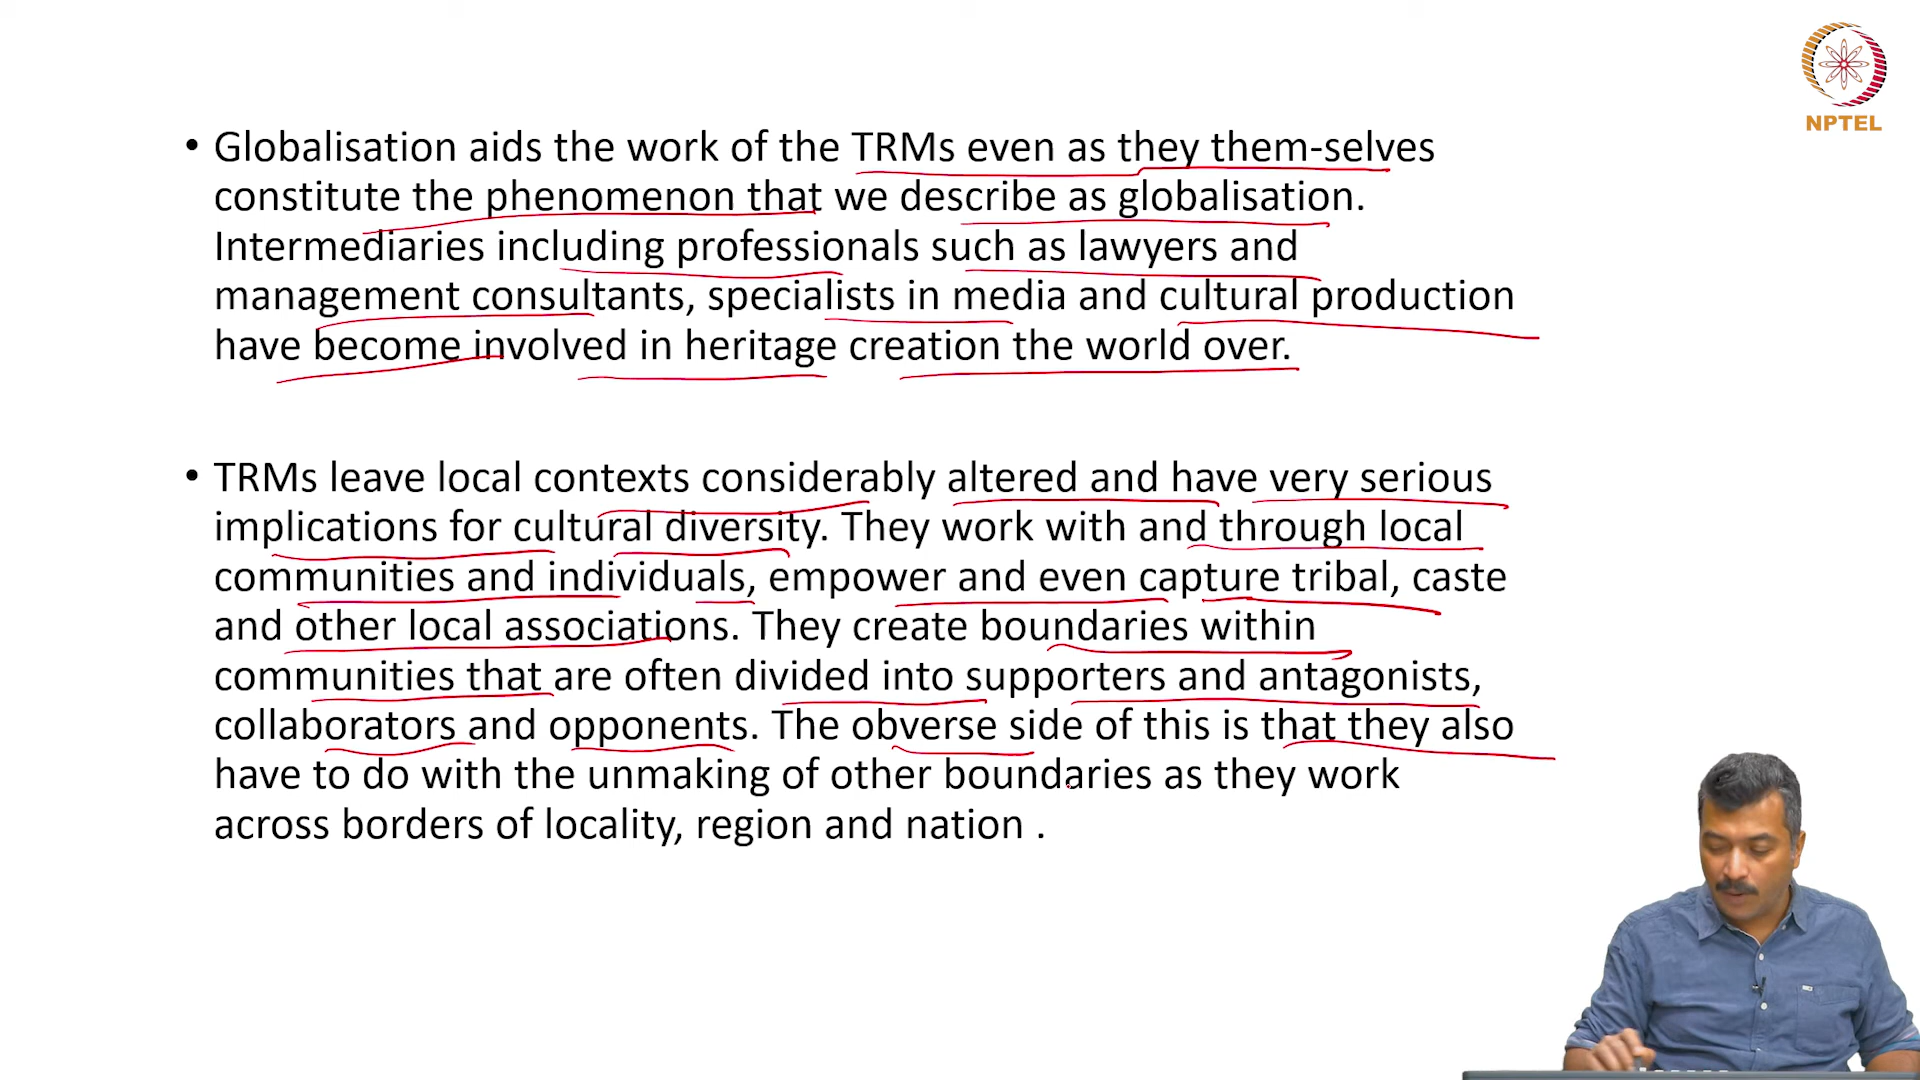 • Globalisation aids the work of the TRMs even as they them-selves
constitute the phenomenon that we describe as globalisation.
Intermediaries including professionals such as lawyers and
management consultants, specialists in media and cultural production
have become involved in heritage creation the world over.
• TRMs leave local contexts considerably altered and have very serious
implications for cultural diversity. They work with and through local
communities and individuals, empower and even capture tribal, caste
and other local associations. They create boundaries within
communities that are often divided into supporters and antagonists,
collaborators and opponents. The obverse side of this is that they also
have to do with the unmaking of other boundaries as they work
across borders of locality, region and nation .
NPTEL